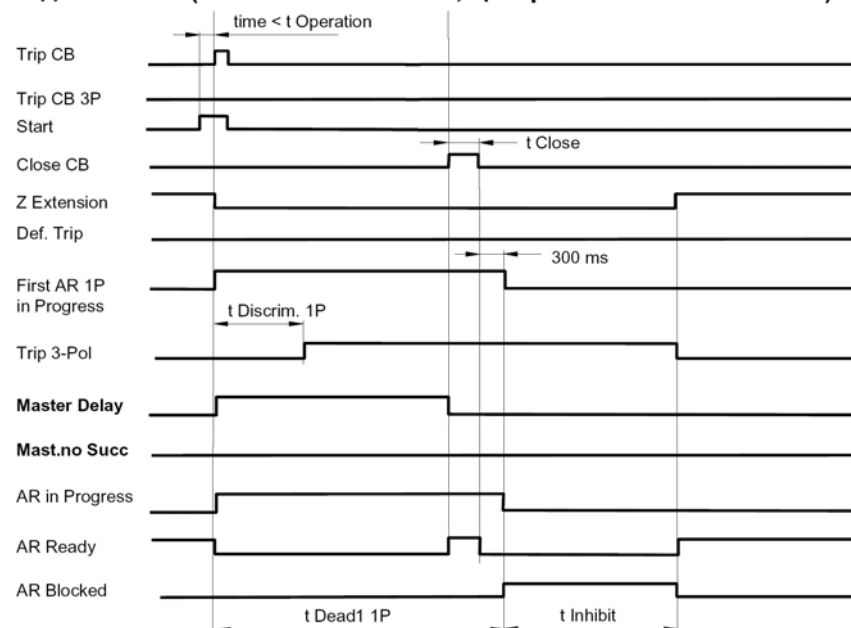 time < t Operation
Trip CB
Trip CB 3P
Start
t Close
Close CB
Z Extension
Def. Trip
300 ms
First AR 1P
in Progress
t Discrim. 1P
Trip 3-Pol
Master Delay
Mast.no Succ
AR in Progress
AR Ready
AR Blocked
t Dead1 1P
t Inhibit